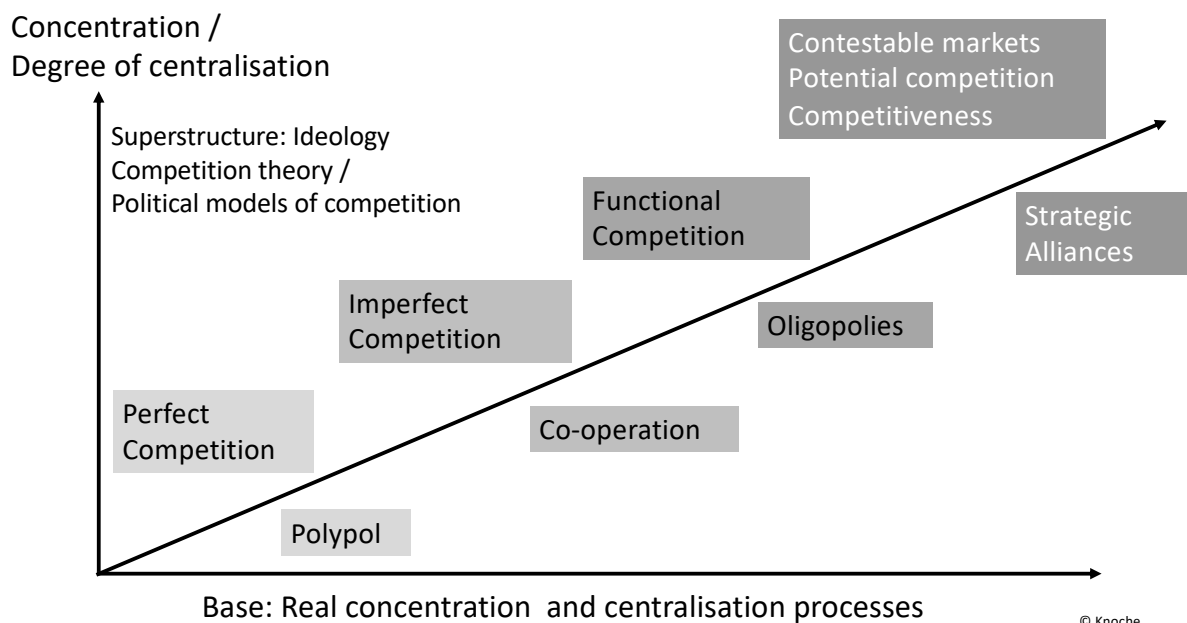 Concentration /
Degree of centralisation
Contestable markets
Potential competition
Competitiveness
Superstructure: Ideology
Competition theory /
Political models of competition
Functional
Competition
Strategic
Alliances
Imperfect
Competition
Oligopolies
Perfect
Competition
Co-operation
Polypol
Base: Real concentration and centralisation processes
© Knoche